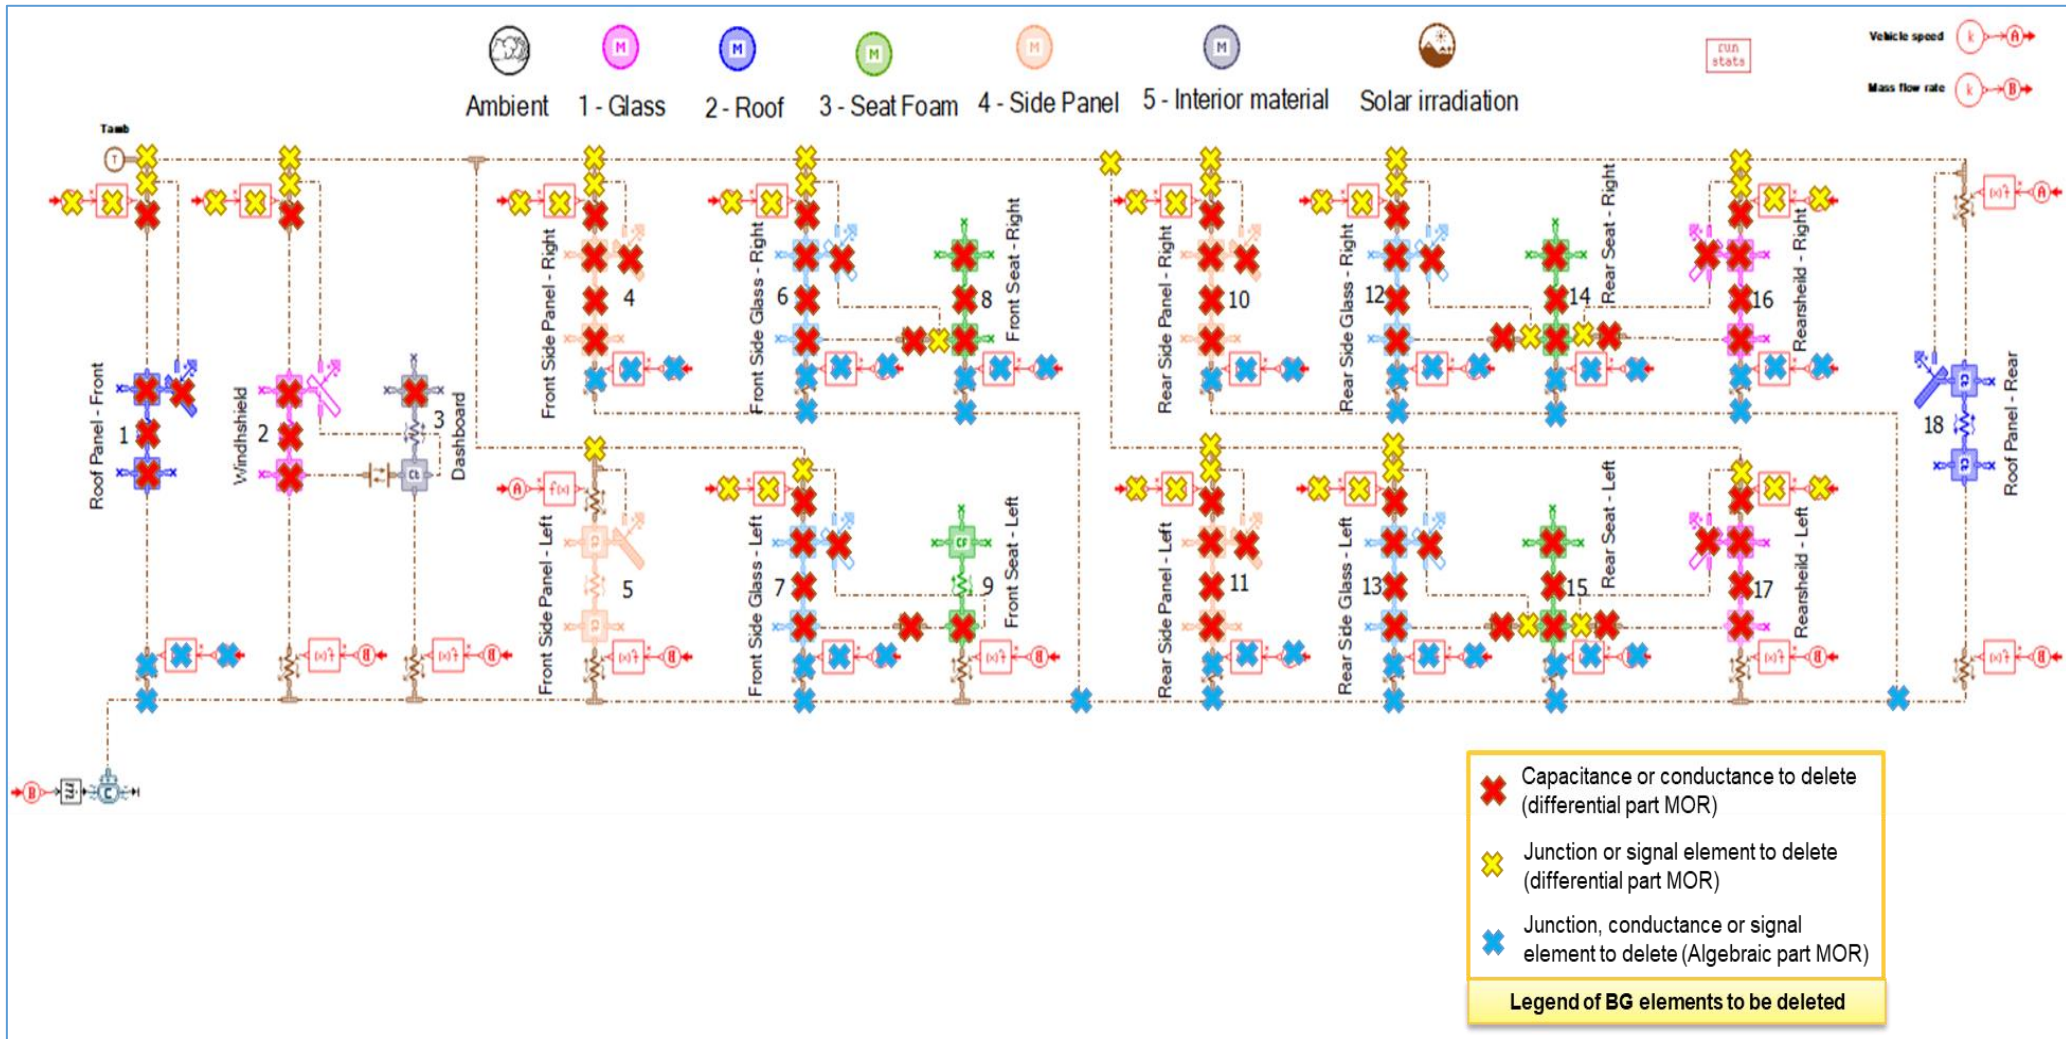 M
M
M
M
M
run
stats
Vehicle speed
k
A
Mass flow rate
k
B
Ambient
1 - Glass
2 - Roof
3 - Seat Foam
4 - Side Panel
5 - Interior material
Solar irradiation
Tamb
T
Roof Panel - Front
1
Windhshield
2
3
Dashboard
Front Side Panel - Right
4
Front Side Glass - Right
6
8
Front Seat - Right
Rear Side Panel - Right
10
Rear Side Glass - Right
12
14
Rear Seat - Right
16
Rearsheild - Right
18
Roof Panel - Rear
A
f(x)
Front Side Panel - Left
5
Front Side Glass - Left
7
9
Front Seat - Left
Rear Side Panel - Left
11
Rear Side Glass - Left
13
15
Rear Seat - Left
17
Rearsheild - Left
B
C
Capacitance or conductance to delete
(differential part MOR)
Junction or signal element to delete
(differential part MOR)
Junction, conductance or signal
element to delete (Algebraic part MOR)
Legend of BG elements to be deleted